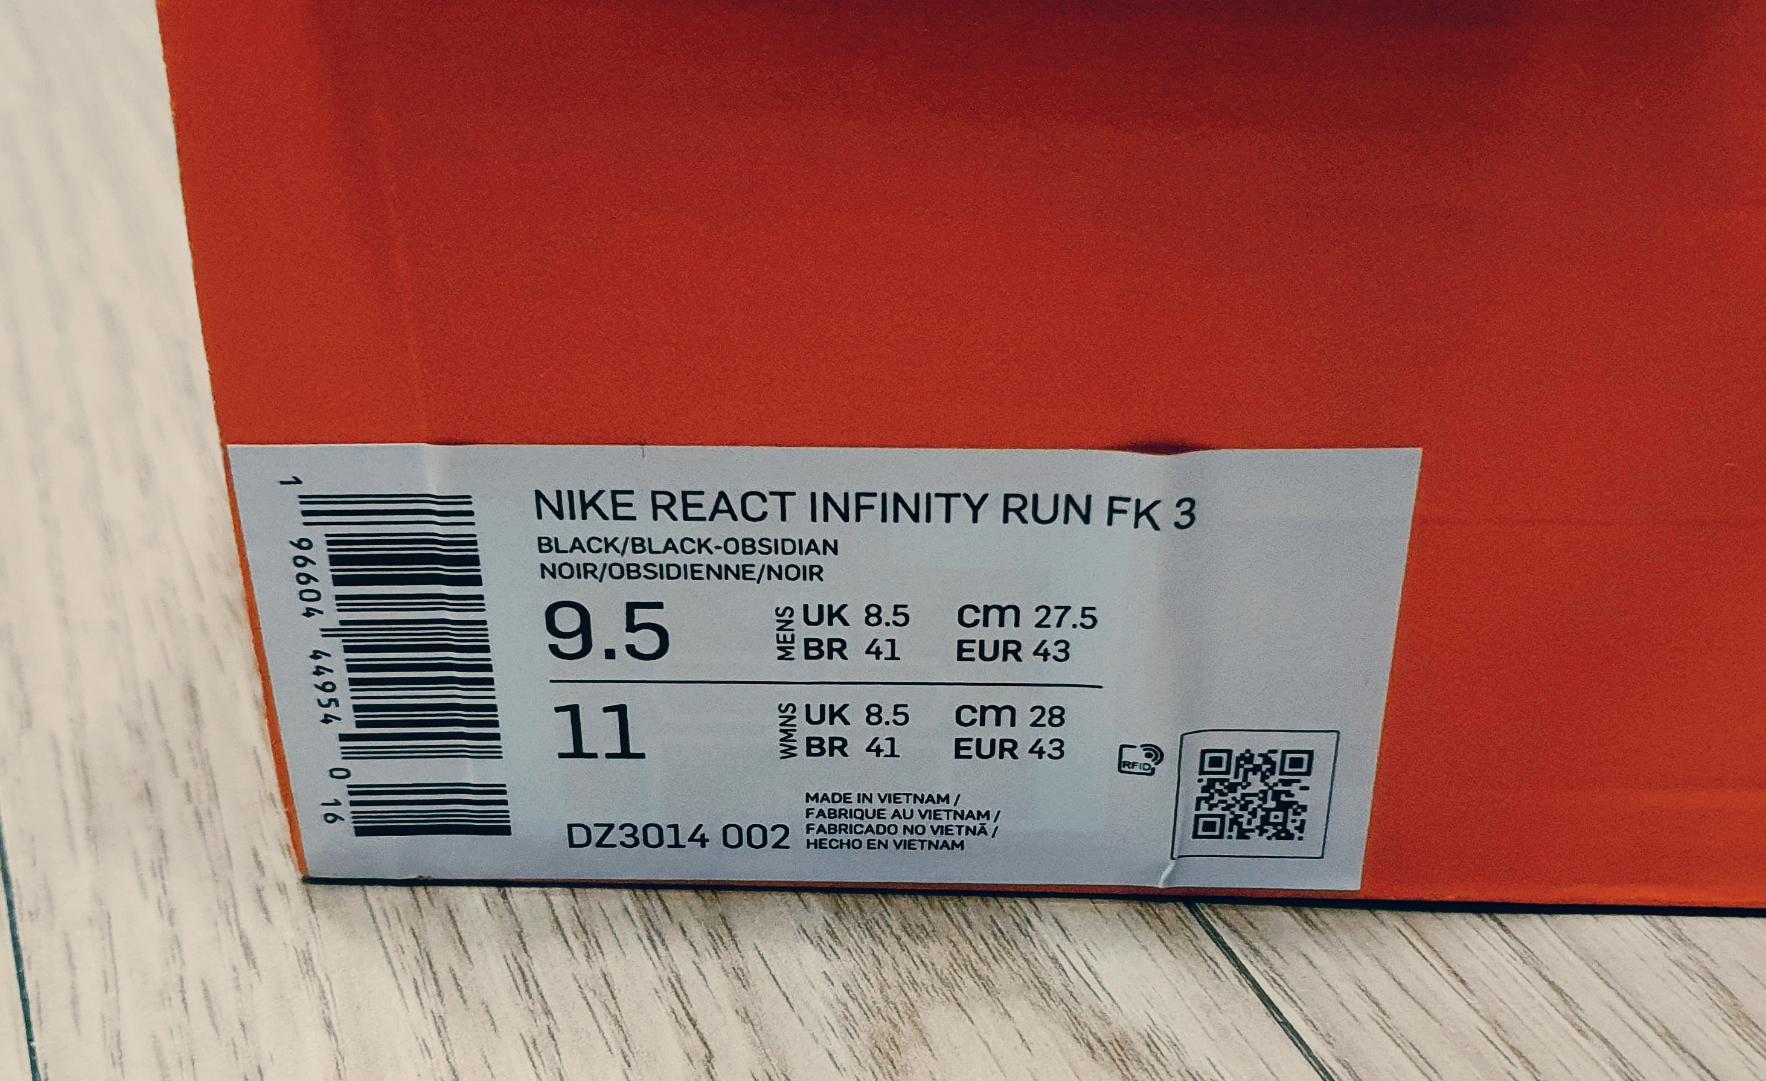 NIKE REACT INFINITY RUN FK 3
BLACK/BLACK-OBSIDIAN
NOIR/OBSIDIENNE/NOIR
9.5
MENS
UK 8.5 cm 27.5
BR 41 EUR 43
11
WMNS
UK 8.5 cm 28
BR 41 EUR 43
RFID
DZ3014 002
MADE IN VIETNAM /
FABRIQUE AU VIETNAM /
FABRICADO NO VIETNÃ /
HECHO EN VIETNAM
1 96604 44954 0 16